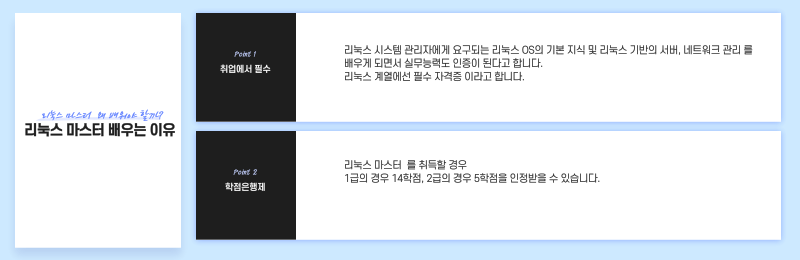 리눅스 마스터 왜 배워야 할까?
리눅스 마스터 배우는 이유
Point 1
취업에서 필수
리눅스 시스템 관리자에게 요구되는 리눅스 OS의 기본 지식 및 리눅스 기반의 서버, 네트워크 관리 를
배우게 되면서 실무능력도 인증이 된다고 합니다.
리눅스 계열에선 필수 자격증 이라고 합니다.
Point 2
학점은행제
리눅스 마스터 를 취득할 경우
1급의 경우 14학점, 2급의 경우 5학점을 인정받을 수 있습니다.